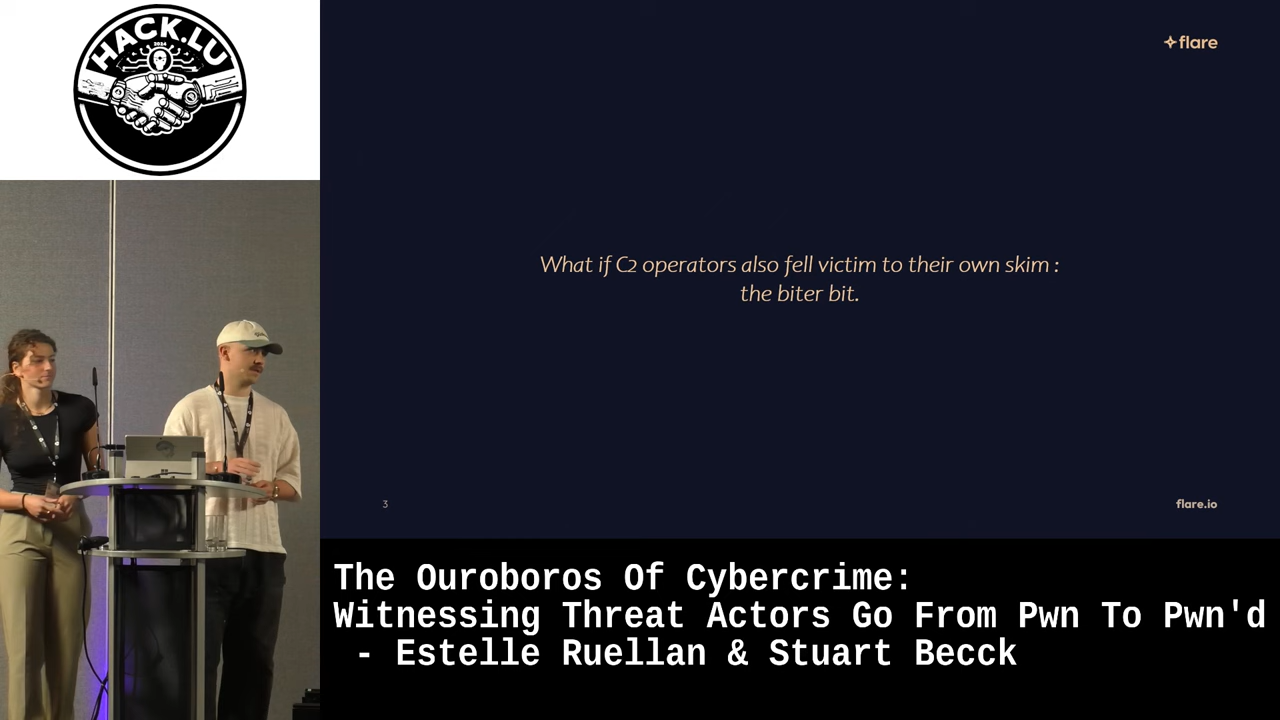 HACK.LU
2024
flare
What if C2 operators also fell victim to their own skim :
the biter bit.
3
flare.io
The Ouroboros Of Cybercrime:
Witnessing Threat Actors Go From Pwn To Pwn'd
- Estelle Ruellan & Stuart Becck